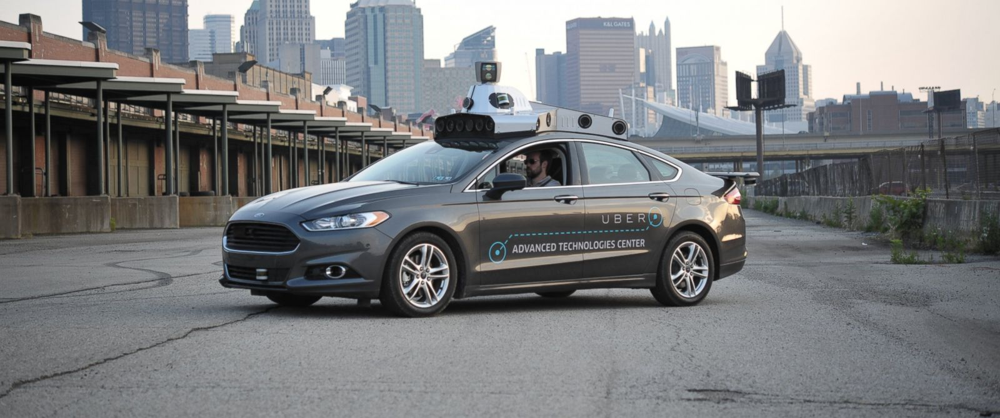 K&L GATES
UBER
ADVANCED TECHNOLOGIES CENTER